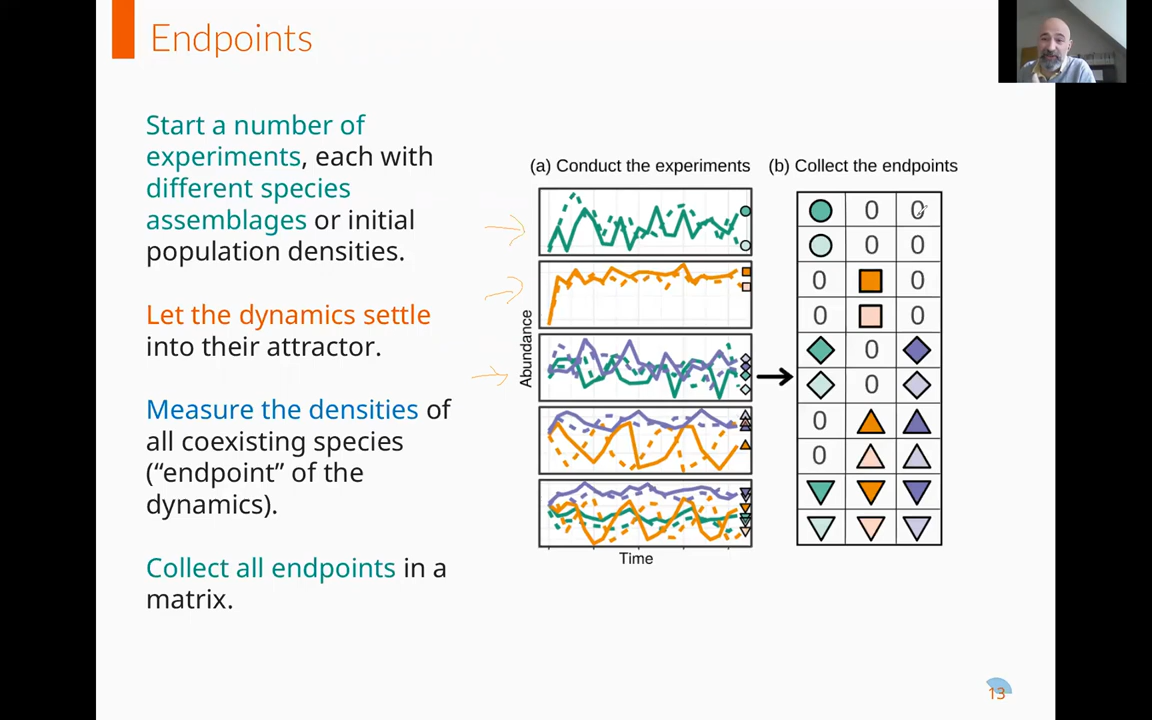 Endpoints
Start a number of
experiments, each with
different species
assemblages or initial
population densities.
Let the dynamics settle
into their attractor.
Measure the densities of
all coexisting species
(“endpoint” of the
dynamics).
Collect all endpoints in a
matrix.
(a) Conduct the experiments
Abundance
Time
(b) Collect the endpoints
0 0
0 0
0 0
0 0
0
0
0
0
13